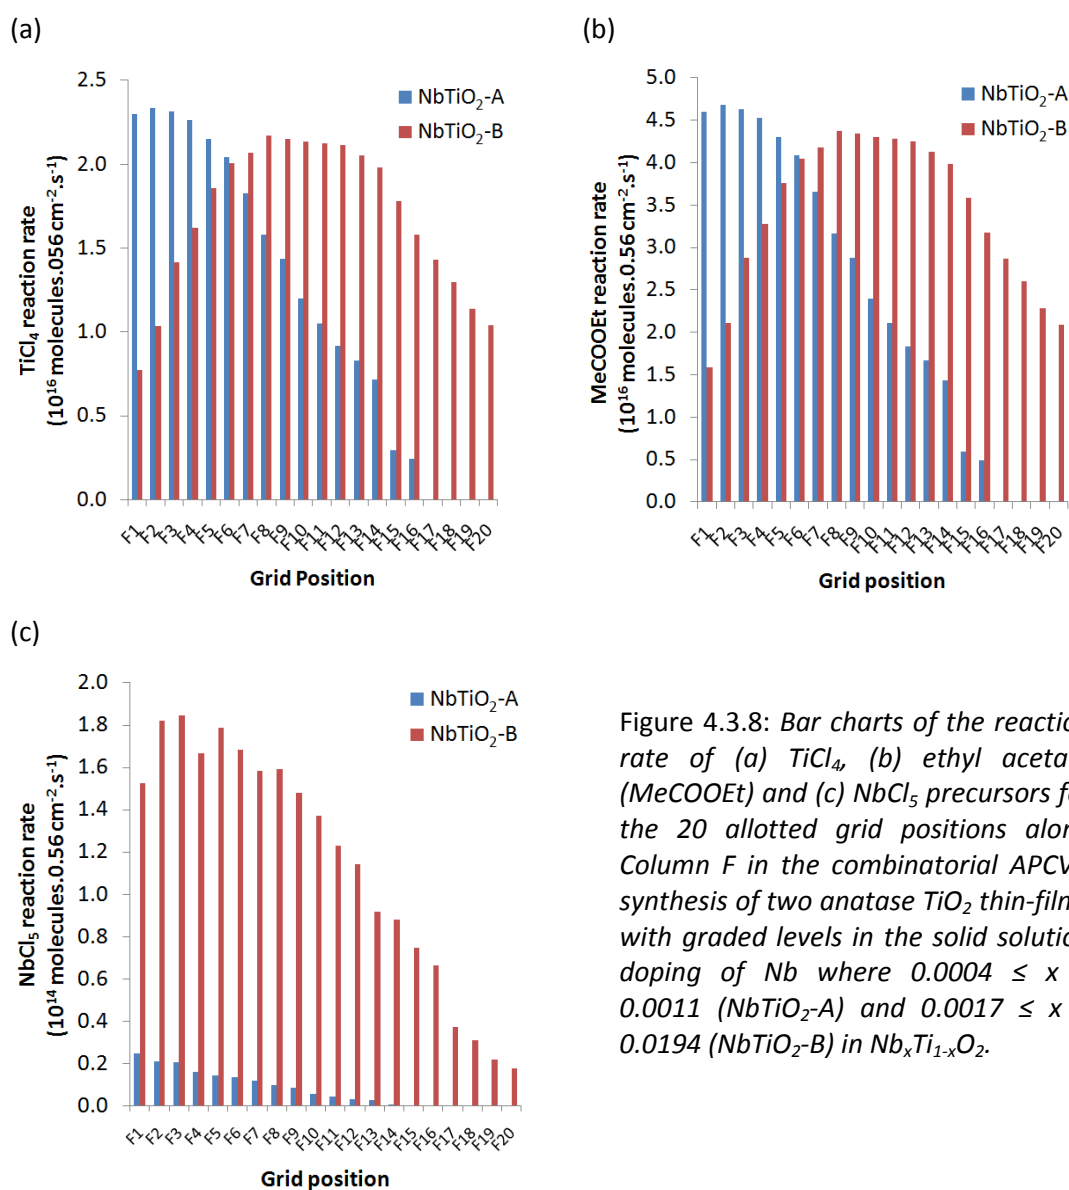 (a)
2.5
2.0
1.5
1.0
0.5
0.0
TiCl4 reaction rate
(10^16 molecules.056 cm^-2.s^-1)
NbTiO2-A
NbTiO2-B
F1 F2 F3 F4 F5 F6 F7 F8 F9 F10 F11 F12 F13 F14 F15 F16 F17 F18 F19 F20
Grid Position
(b)
5.0
4.5
4.0
3.5
3.0
2.5
2.0
1.5
1.0
0.5
0.0
MeCOOEt reaction rate
(10^16 molecules.0.56 cm^-2.s^-1)
NbTiO2-A
NbTiO2-B
F1 F2 F3 F4 F5 F6 F7 F8 F9 F10 F11 F12 F13 F14 F15 F16 F17 F18 F19 F20
Grid position
(c)
2.0
1.8
1.6
1.4
1.2
1.0
0.8
0.6
0.4
0.2
0.0
NbCl5 reaction rate
(10^14 molecules.0.56 cm^-2.s^-1)
NbTiO2-A
NbTiO2-B
F1 F2 F3 F4 F5 F6 F7 F8 F9 F10 F11 F12 F13 F14 F15 F16 F17 F18 F19 F20
Grid position
Figure 4.3.8: Bar charts of the reaction
rate of (a) TiCl4, (b) ethyl aceta
(MeCOOEt) and (c) NbCl5 precursors fo
the 20 allotted grid positions alon
Column F in the combinatorial APCV
synthesis of two anatase TiO2 thin-film
with graded levels in the solid solutio
doping of Nb where 0.0004 ≤ x
0.0011 (NbTiO2-A) and 0.0017 ≤ x
0.0194 (NbTiO2-B) in NbxTi1-xO2.